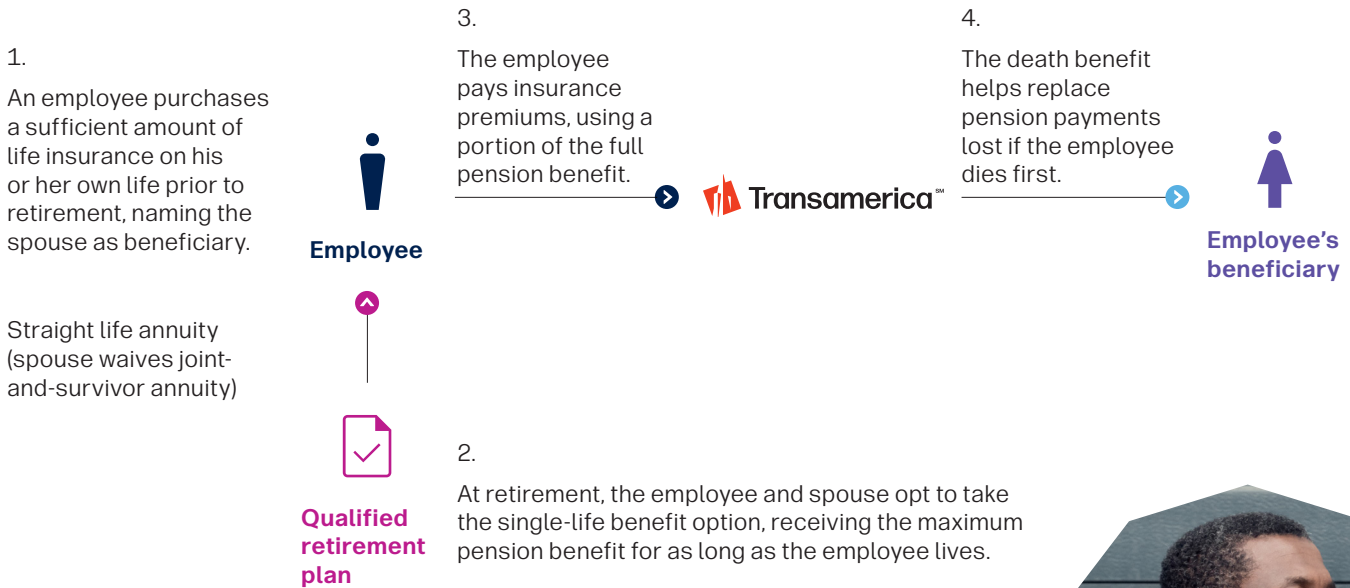 1.
An employee purchases
a sufficient amount of
life insurance on his
or her own life prior to
retirement, naming the
spouse as beneficiary.
Straight life annuity
(spouse waives joint-
and-survivor annuity)
Employee
Qualified
retirement
plan
2.
At retirement, the employee and spouse opt to take
the single-life benefit option, receiving the maximum
pension benefit for as long as the employee lives.
3.
The employee
pays insurance
premiums, using a
portion of the full
pension benefit.
Transamerica℠
4.
The death benefit
helps replace
pension payments
lost if the employee
dies first.
Employee's
beneficiary